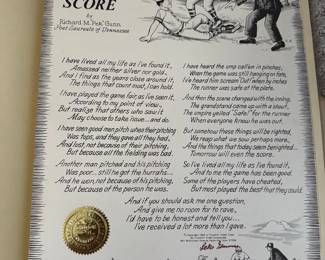 SCORE
by
Richard M. "Pek" Gunn
Poet Laureate of Tennessee
I have lived all my life as I've found it,
Amassed neither silver nor gold,
And I find as the years close around it,
The things that count most, I can hold.
I have played the game fair, as I've seen it,
According to my point of view,
But realize that others who saw it
May choose to take issue...and do.
I have seen good men pitch when their pitching
Was tops, and they gave all they had,
And lost, not because of their pitching,
But because all the fielding was bad.
Another man pitched and his pitching
Was poor...still he got the hurrahs...
And he won, not because of his pitching,
But because of the person he was.
I have heard the ump call 'em in pinches,
When the game was still hanging on fate,
I've heard him scream 'Out!' when by inches
The runner was safe at the plate.
And then the scene changed with the inning,
The grandstand came up with a shout,
The umpire yelled 'Safe!' for the runner
When everyone knew he was out.
But somehow these things will be righted,
We reap what we sow perhaps more,
And the things that today seem benighted,
Tomorrow will even the score.
So I've lived all my life as I've found it,
And to me the game has been good.
Some of the players have cheated,
But most played the best that they could.
And if you should ask me one question,
And give me no room for to rave,
I'd have to be honest and tell you...
I've received a lot more than I gave.